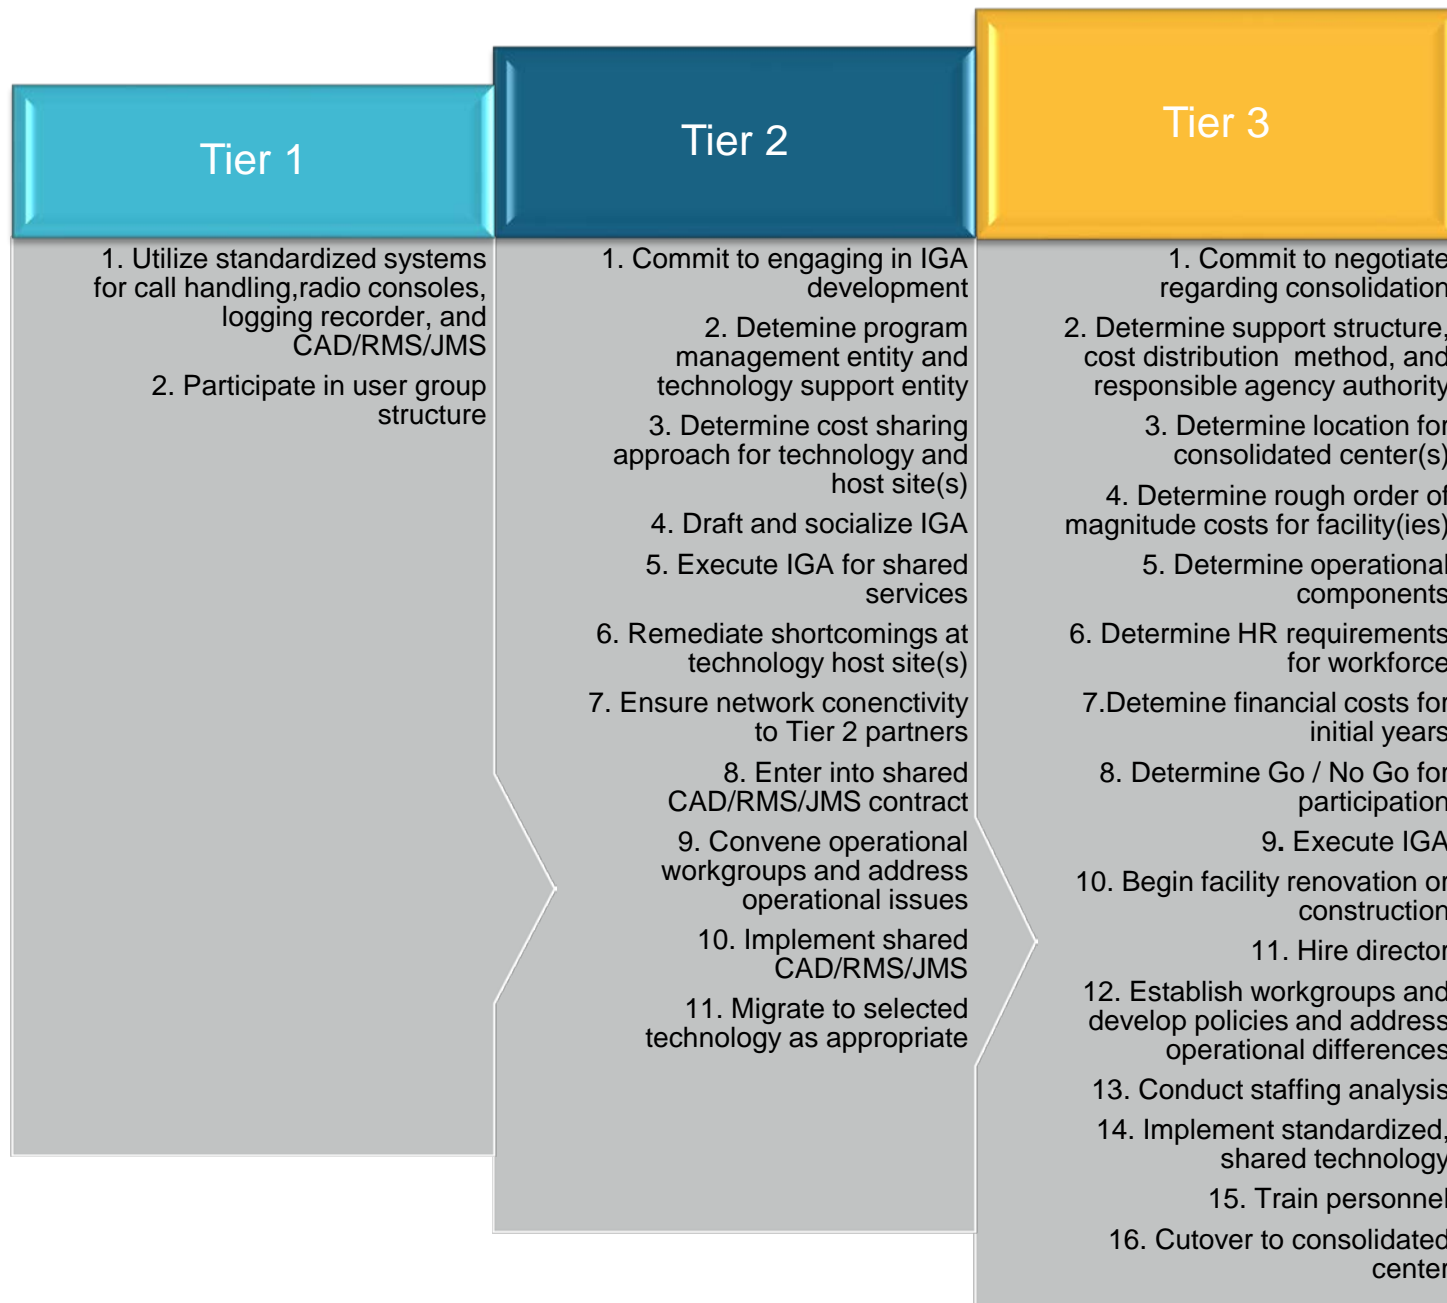 Tier 1
1. Utilize standardized systems
for call handling,radio consoles,
logging recorder, and
CAD/RMS/JMS
2. Participate in user group
structure
Tier 2
1. Commit to engaging in IGA
development
2. Detemine program
management entity and
technology support entity
3. Determine cost sharing
approach for technology and
host site(s)
4. Draft and socialize IGA
5. Execute IGA for shared
services
6. Remediate shortcomings at
technology host site(s)
7. Ensure network conenctivity
to Tier 2 partners
8. Enter into shared
CAD/RMS/JMS contract
9. Convene operational
workgroups and address
operational issues
10. Implement shared
CAD/RMS/JMS
11. Migrate to selected
technology as appropriate
Tier 3
1. Commit to negotiate
regarding consolidation
2. Determine support structure,
cost distribution  method, and
responsible agency authority
3. Determine location for
consolidated center(s)
4. Determine rough order of
magnitude costs for facility(ies)
5. Determine operational
components
6. Determine HR requirements
for workforce
7.Detemine financial costs for
initial years
8. Determine Go / No Go for
participation
9. Execute IGA
10. Begin facility renovation or
construction
11. Hire director
12. Establish workgroups and
develop policies and address
operational differences
13. Conduct staffing analysis
14. Implement standardized,
shared technology
15. Train personnel
16. Cutover to consolidated
center